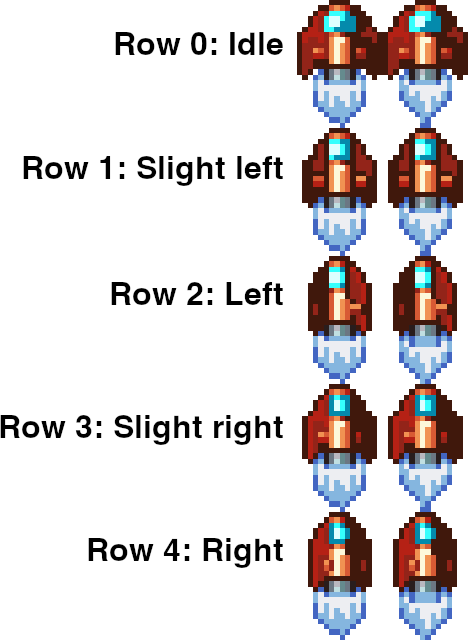 Row 0: Idle
Row 1: Slight left
Row 2: Left
Row 3: Slight right
Row 4: Right